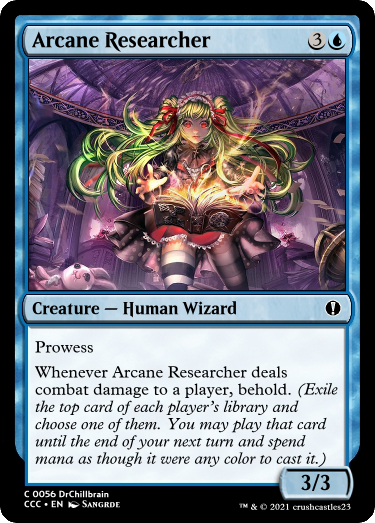 Arcane Researcher 3
Creature — Human Wizard
Prowess
Whenever Arcane Researcher deals
combat damage to a player, behold. (Exile
the top card of each player's library and
choose one of them. You may play that card
until the end of your next turn and spend
mana as though it were any color to cast it.)
3/3
C 0056 DrChillbrain
CCC • EN SANGRDE
™ & © 2021 crushcastles23